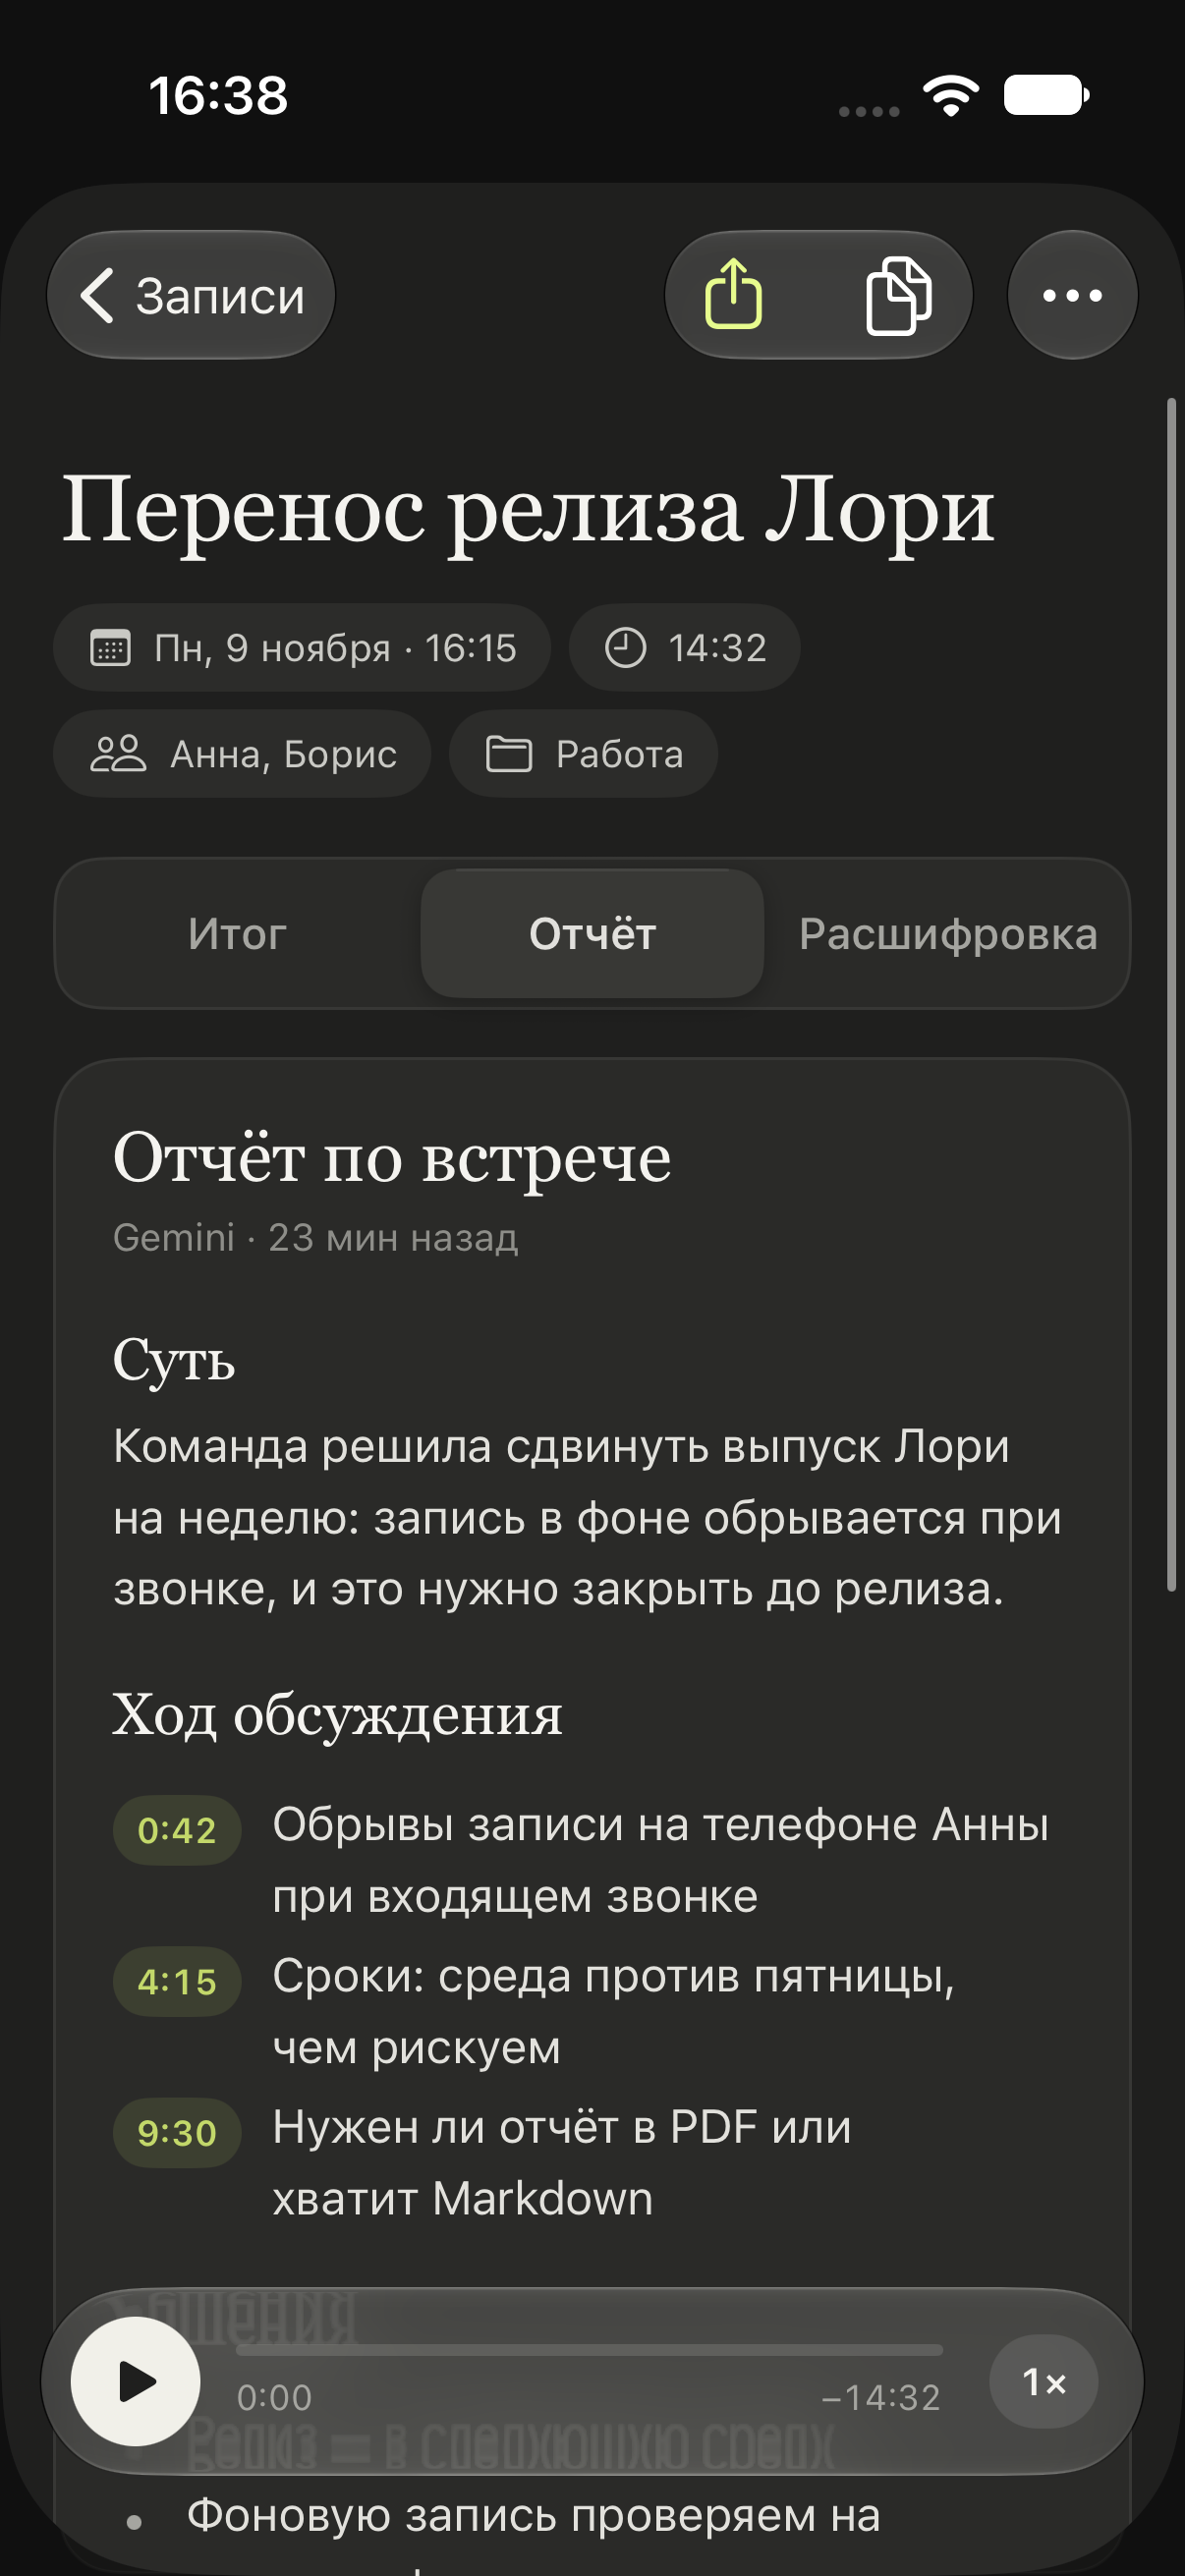 16:38
Записи
Перенос релиза Лори
Пн, 9 ноября · 16:15
14:32
Анна, Борис
Работа
Итог
Отчёт
Расшифровка
Отчёт по встрече
Gemini · 23 мин назад
Суть
Команда решила сдвинуть выпуск Лори
на неделю: запись в фоне обрывается при
звонке, и это нужно закрыть до релиза.
Ход обсуждения
0:42 Обрывы записи на телефоне Анны
при входящем звонке
4:15 Сроки: среда против пятницы,
чем рискуем
9:30 Нужен ли отчёт в PDF или
хватит Markdown
0:00
−14:32
1×
Релиз — в следующую среду
• Фоновую запись проверяем на